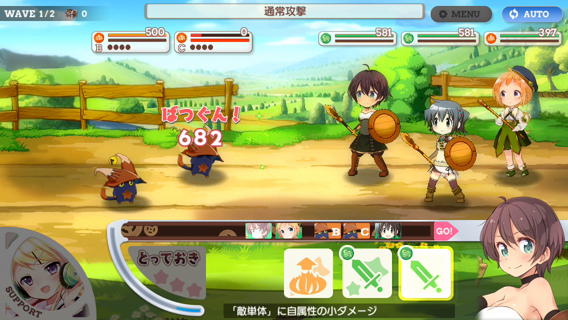 WAVE 1/2 0
通常攻撃
MENU
AUTO
500
B
0
C
581
581
397
ばつぐん!
682
B
C
GO!
とっておき
SUPPORT
「敵単体」に自属性の小ダメージ